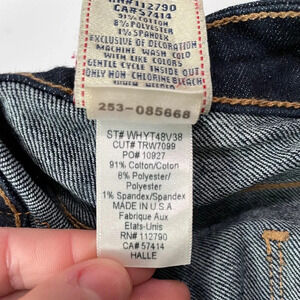 RN#112790
CA#57414
91% COTTON
8% POLYESTER
1% SPANDEX
EXCLUSIVE OF DECORATION
MACHINE WASH COLD
WITH LIKE COLORS
GENTLE CYCLE INSIDE OUT
ONLY NON-CHLORINE BLEACH
253-085668
ST# WHYT48V38
CUT# TRW7099
PO# 10927
91% Cotton/Coton
8% Polyester/
Polyester
1% Spandex/Spandex
MADE IN U.S.A
Fabrique Aux
Etats-Unis
RN# 112790
CA# 57414
HALLE